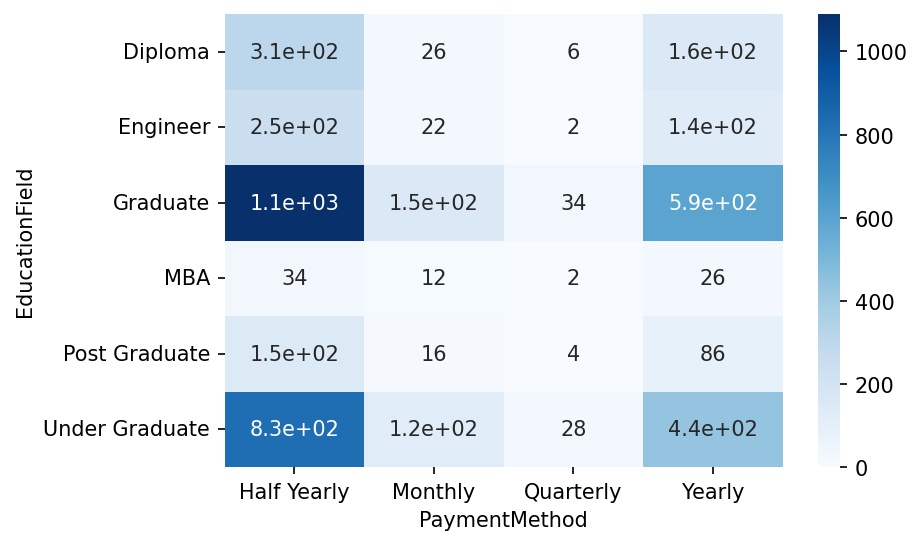 Diploma 3.1e+02 26 6 1.6e+02
Engineer 2.5e+02 22 2 1.4e+02
Graduate 1.1e+03 1.5e+02 34 5.9e+02
MBA 34 12 2 26
Post Graduate 1.5e+02 16 4 86
Under Graduate 8.3e+02 1.2e+02 28 4.4e+02
Half Yearly Monthly Quarterly Yearly
PaymentMethod
EducationField
1000
800
600
400
200
0